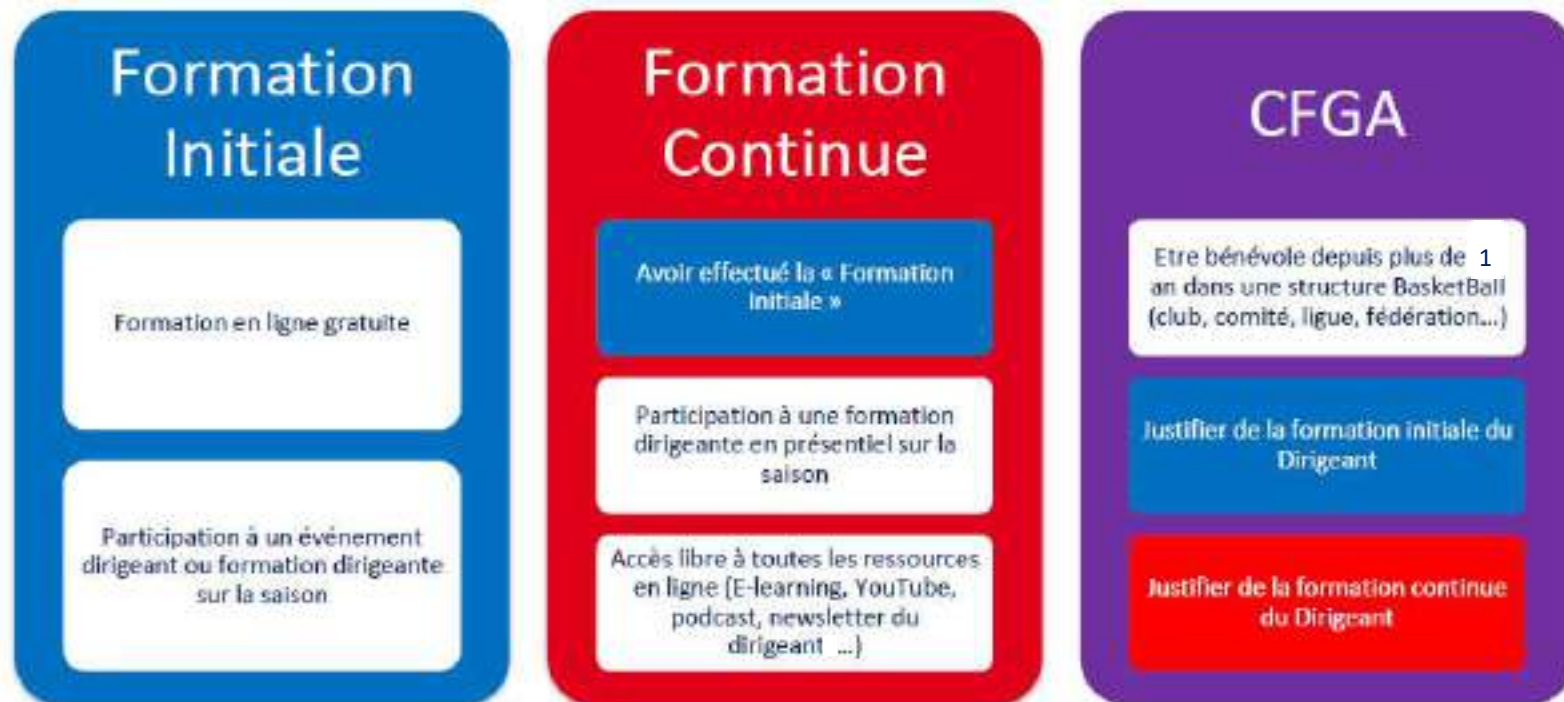 Formation
Initiale
Formation en ligne gratuite
Participation à un événement
dirigeant ou formation dirigeante
sur la saison
Formation
Continue
Avoir effectué la « Formation
Initiale »
Participation à une formation
dirigeante en présentiel sur la
saison
Accès libre à toutes les ressources
en ligne (E-learning, YouTube,
podcast, newsletter du
dirigeant ...)
CFGA
Etre bénévole depuis plus de 1
an dans une structure BasketBall
(club, comité, ligue, fédération...)
Justifier de la formation initiale du
Dirigeant
Justifier de la formation continue
du Dirigeant